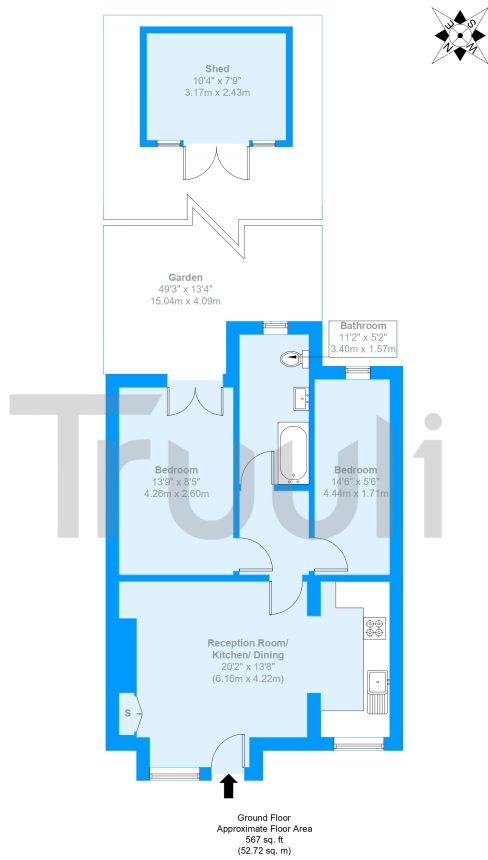 E
S
N
W
Shed
10'4" x 7'9"
3.17m x 2.43m
Garden
49'3" x 13'4"
15.04m x 4.09m
Bathroom
11'2" x 5'2"
3.40m x 1.57m
Truuli
Bedroom
13'9" x 8'5"
4.26m x 2.60m
Bedroom
14'6" x 5'6"
4.44m x 1.71m
Reception Room/
Kitchen/ Dining
20'2" x 13'8"
(6.16m x 4.22m)
S
Ground Floor
Approximate Floor Area
567 sq. ft
(52.72 sq. m)